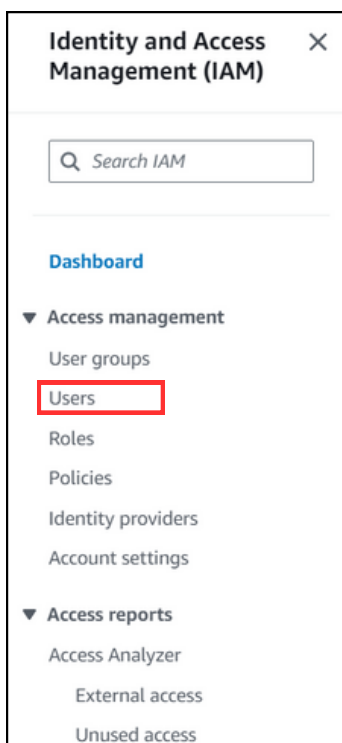 Identity and Access
Management (IAM)
Search IAM
Dashboard
Access management
User groups
Users
Roles
Policies
Identity providers
Account settings
Access reports
Access Analyzer
External access
Unused access